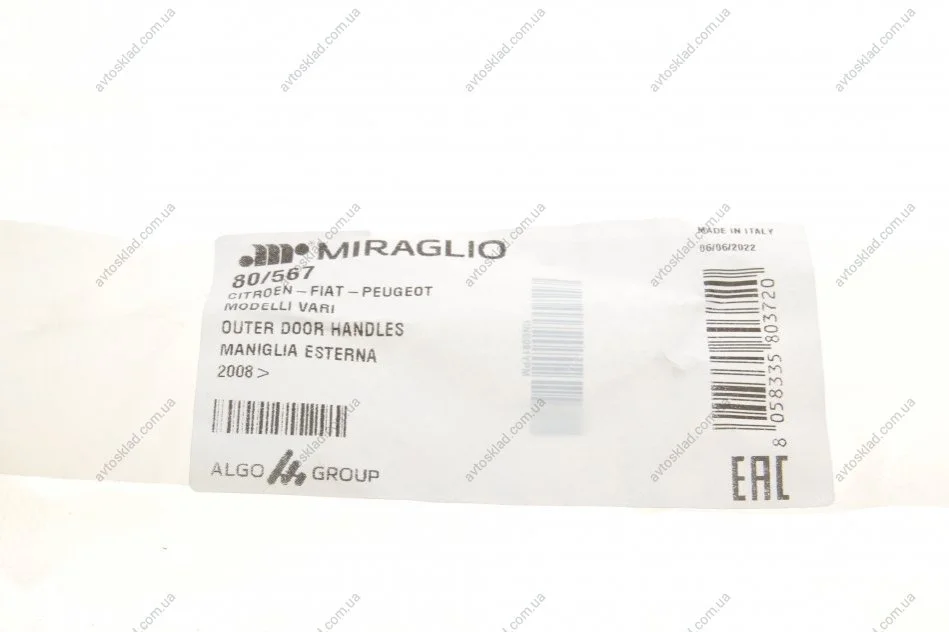 MIRAGLIO
80/567
CITROEN - FIAT - PEUGEOT
MODELLI VARI
OUTER DOOR HANDLES
MANIGLIA ESTERNA
2008 >
ALGO GROUP
MADE IN ITALY
06/06/2022
8 058335 803720
EAC
avtosklad.com.ua